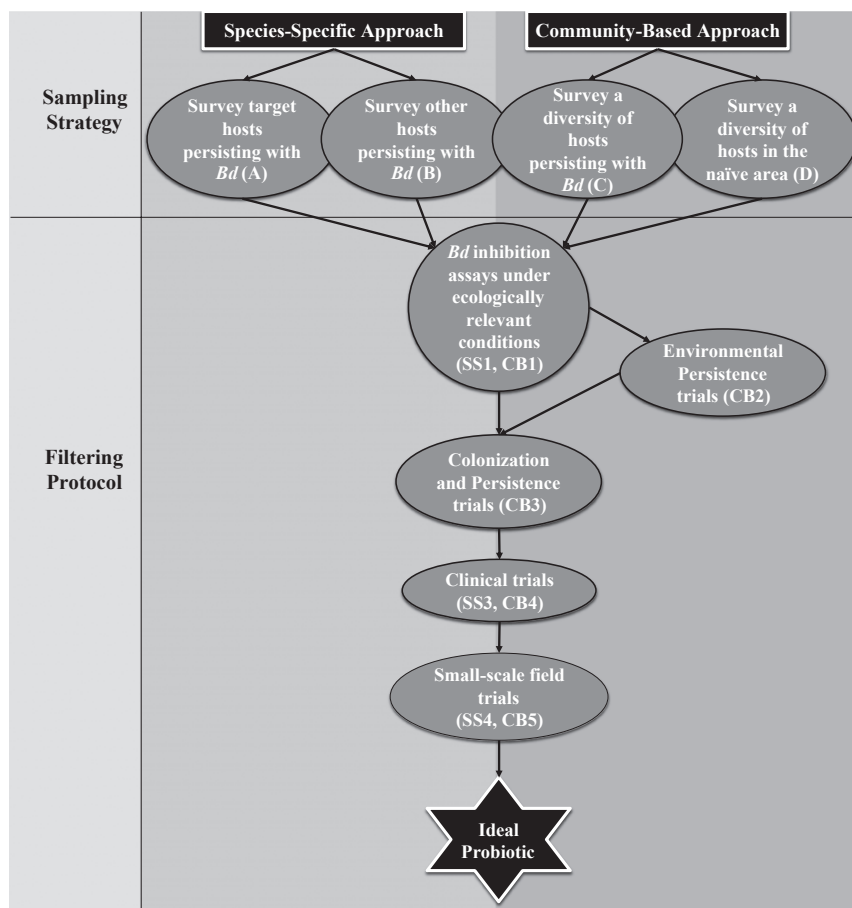 Species-Specific Approach
Community-Based Approach
Sampling
Strategy
Survey target
hosts
persisting with
Bd (A)
Survey other
hosts
persisting with
Bd (B)
Survey a
diversity of
hosts
persisting with
Bd (C)
Survey a
diversity of
hosts in the
naïve area (D)
Filtering
Protocol
Bd inhibition
assays under
ecologically
relevant
conditions
(SS1, CB1)
Environmental
Persistence
trials (CB2)
Colonization
and Persistence
trials (CB3)
Clinical trials
(SS3, CB4)
Small-scale field
trials
(SS4, CB5)
Ideal
Probiotic